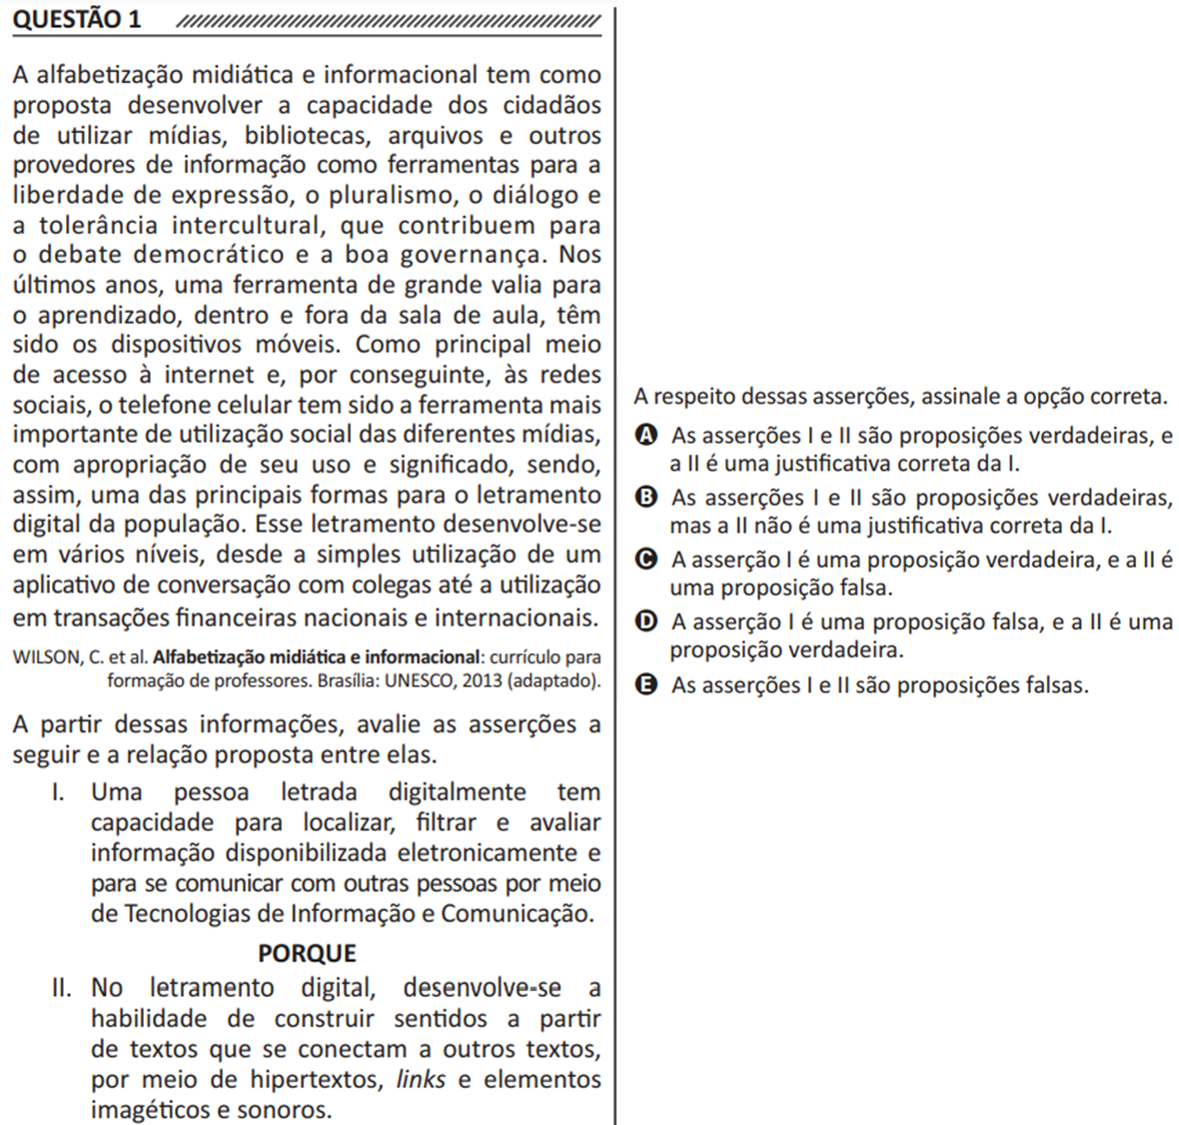 QUESTÃO 1
A alfabetização midiática e informacional tem como
proposta desenvolver a capacidade dos cidadãos
de utilizar mídias, bibliotecas, arquivos e outros
provedores de informação como ferramentas para a
liberdade de expressão, o pluralismo, o diálogo e
a tolerância intercultural, que contribuem para
o debate democrático e a boa governança. Nos
últimos anos, uma ferramenta de grande valia para
o aprendizado, dentro e fora da sala de aula, têm
sido os dispositivos móveis. Como principal meio
de acesso à internet e, por conseguinte, às redes
sociais, o telefone celular tem sido a ferramenta mais
importante de utilização social das diferentes mídias,
com apropriação de seu uso e significado, sendo,
assim, uma das principais formas para o letramento
digital da população. Esse letramento desenvolve-se
em vários níveis, desde a simples utilização de um
aplicativo de conversação com colegas até a utilização
em transações financeiras nacionais e internacionais.
WILSON, C. et al. Alfabetização midiática e informacional: currículo para
formação de professores. Brasília: UNESCO, 2013 (adaptado).
A partir dessas informações, avalie as asserções a
seguir e a relação proposta entre elas.
I. Uma pessoa letrada digitalmente tem
capacidade para localizar, filtrar e avaliar
informação disponibilizada eletronicamente e
para se comunicar com outras pessoas por meio
de Tecnologias de Informação e Comunicação.
PORQUE
II. No letramento digital, desenvolve-se a
habilidade de construir sentidos a partir
de textos que se conectam a outros textos,
por meio de hipertextos, links e elementos
imagéticos e sonoros.
A respeito dessas asserções, assinale a opção correta.
A As asserções I e II são proposições verdadeiras, e
a II é uma justificativa correta da I.
B As asserções I e II são proposições verdadeiras,
mas a II não é uma justificativa correta da I.
C A asserção I é uma proposição verdadeira, e a II é
uma proposição falsa.
D A asserção I é uma proposição falsa, e a II é uma
proposição verdadeira.
E As asserções I e II são proposições falsas.